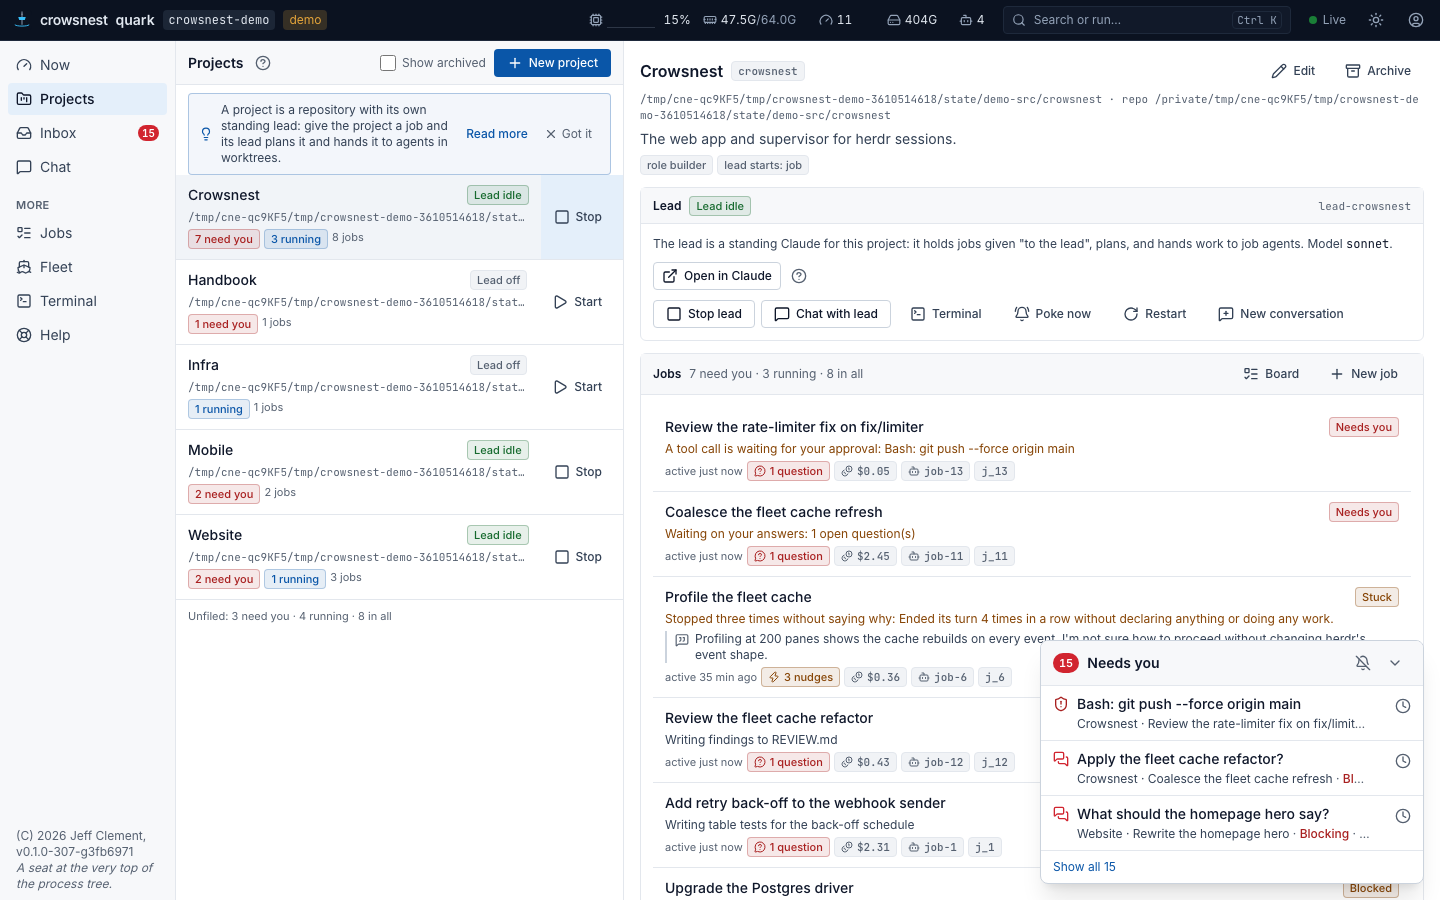 crowsnest quark crowsnest-demo demo
15% 47.5G/64.0G 11 404G 4
Search or run... Ctrl K
Live
Now
Projects
Inbox 15
Chat
MORE
Jobs
Fleet
Terminal
Help
(C) 2026 Jeff Clement,
v0.1.0-307-g3fb6971
A seat at the very top of
the process tree.
Projects
Show archived
New project
A project is a repository with its own
standing lead: give the project a job and
its lead plans it and hands it to agents in
worktrees.
Read more
Got it
Crowsnest Lead idle
/tmp/cne-qc9KF5/tmp/crowsnest-demo-3610514618/stat…
7 need you 3 running 8 jobs
Stop
Handbook Lead off
/tmp/cne-qc9KF5/tmp/crowsnest-demo-3610514618/stat…
1 need you 1 jobs
Start
Infra Lead off
/tmp/cne-qc9KF5/tmp/crowsnest-demo-3610514618/stat…
1 running 1 jobs
Start
Mobile Lead idle
/tmp/cne-qc9KF5/tmp/crowsnest-demo-3610514618/stat…
2 need you 2 jobs
Stop
Website Lead idle
/tmp/cne-qc9KF5/tmp/crowsnest-demo-3610514618/stat…
2 need you 1 running 3 jobs
Stop
Unfiled: 3 need you · 4 running · 8 in all
Crowsnest crowsnest
Edit
Archive
/tmp/cne-qc9KF5/tmp/crowsnest-demo-3610514618/state/demo-src/crowsnest · repo /private/tmp/cne-qc9KF5/tmp/crowsnest-de
mo-3610514618/state/demo-src/crowsnest
The web app and supervisor for herdr sessions.
role builder lead starts: job
Lead Lead idle lead-crowsnest
The lead is a standing Claude for this project: it holds jobs given "to the lead", plans, and hands work to job agents. Model sonnet.
Open in Claude
Stop lead Chat with lead Terminal Poke now Restart New conversation
Jobs 7 need you · 3 running · 8 in all Board New job
Review the rate-limiter fix on fix/limiter Needs you
A tool call is waiting for your approval: Bash: git push --force origin main
active just now 1 question $0.05 job-13 j_13
Coalesce the fleet cache refresh Needs you
Waiting on your answers: 1 open question(s)
active just now 1 question $2.45 job-11 j_11
Profile the fleet cache Stuck
Stopped three times without saying why: Ended its turn 4 times in a row without declaring anything or doing any work.
Profiling at 200 panes shows the cache rebuilds on every event. I'm not sure how to proceed without changing herdr's
event shape.
active 35 min ago 3 nudges $0.36 job-6 j_6
Review the fleet cache refactor
Writing findings to REVIEW.md
active just now 1 question $0.43 job-12 j_12
Add retry back-off to the webhook sender
Writing table tests for the back-off schedule
active just now 1 question $2.31 job-1 j_1
Upgrade the Postgres driver Blocked
15 Needs you
Bash: git push --force origin main
Crowsnest · Review the rate-limiter fix on fix/limit…
Apply the fleet cache refactor?
Crowsnest · Coalesce the fleet cache refresh · Bl…
What should the homepage hero say?
Website · Rewrite the homepage hero · Blocking · …
Show all 15